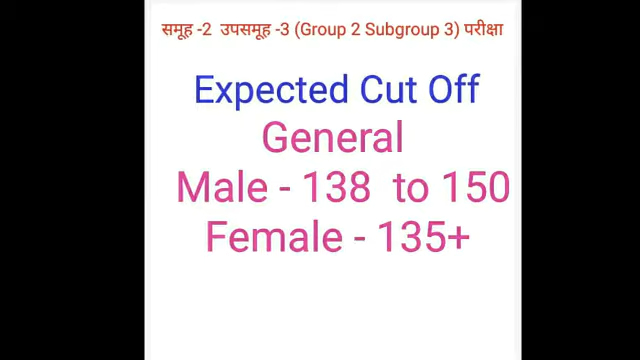 समूह -2 उपसमूह -3 (Group 2 Subgroup 3) परीक्षा
Expected Cut Off
General
Male - 138 to 150
Female - 135+